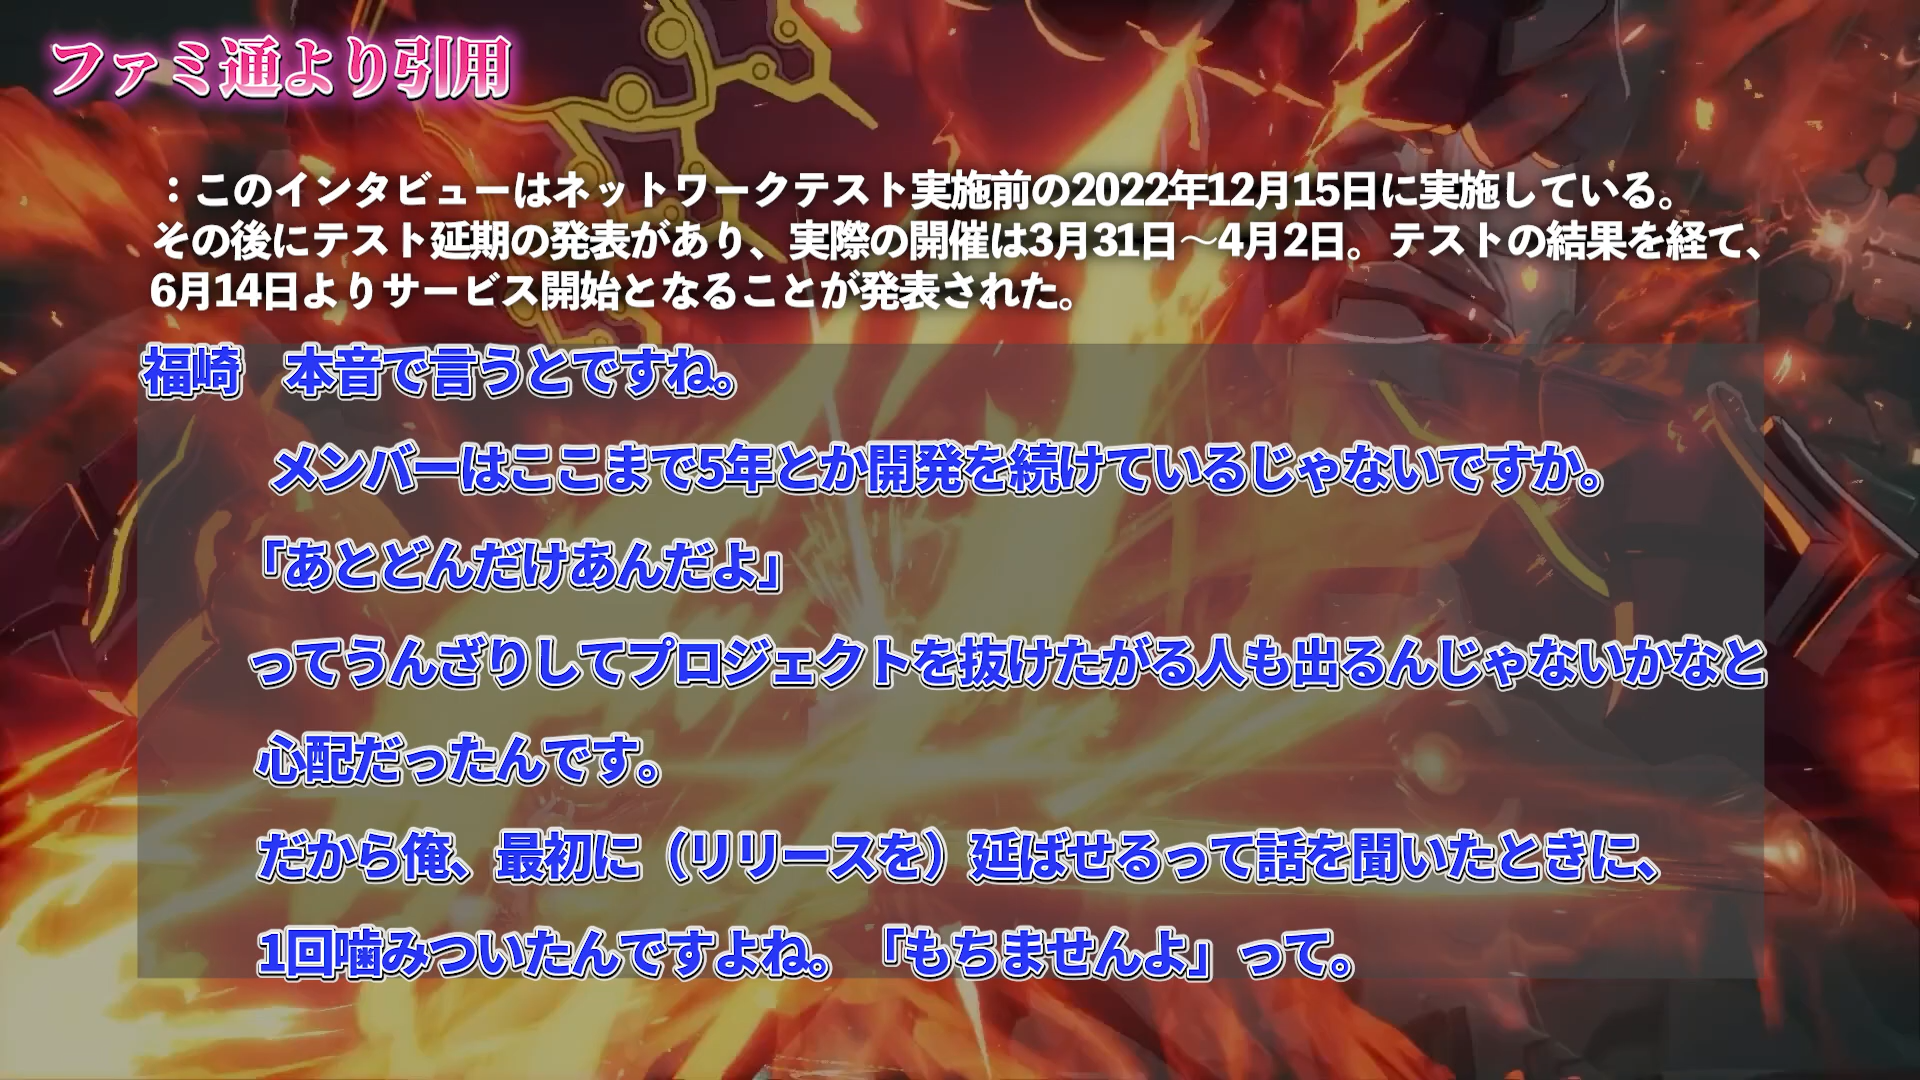 ファミ通より引用
：このインタビューはネットワークテスト実施前の2022年12月15日に実施している。
その後にテスト延期の発表があり、実際の開催は3月31日～4月2日。テストの結果を経て、
6月14日よりサービス開始となることが発表された。
福崎　本音で言うとですね。
メンバーはここまで5年とか開発を続けているじゃないですか。
「あとどんだけあんだよ」
ってうんざりしてプロジェクトを抜けたがる人も出るんじゃないかなと
心配だったんです。
だから俺、最初に（リリースを）延ばせるって話を聞いたときに、
1回噛みついたんですよね。「もちませんよ」って。